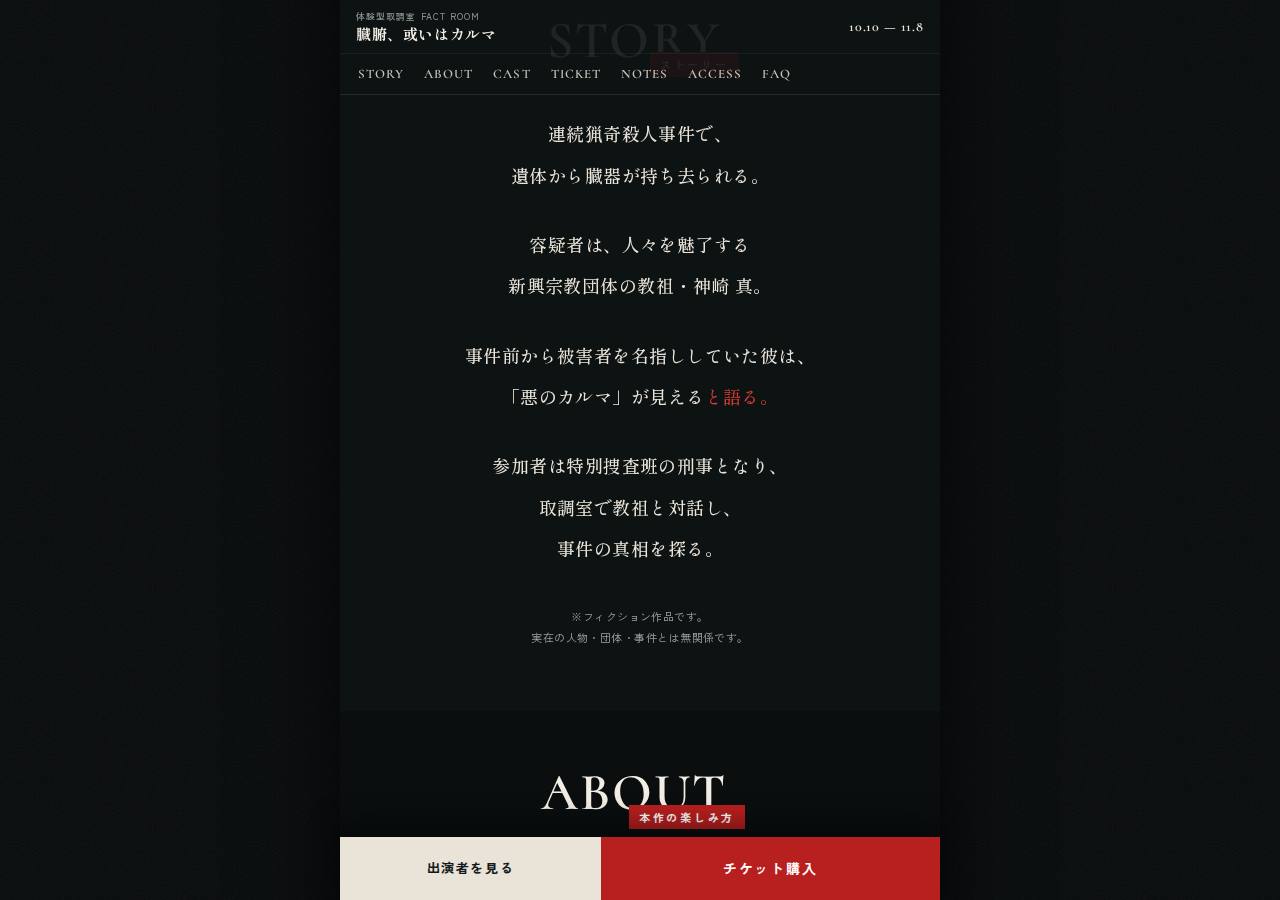 体験型取調室 FACT ROOM
臓腑、或いはカルマ
10.10 — 11.8
STORY
ストーリー
STORY ABOUT CAST TICKET NOTES ACCESS FAQ
連続猟奇殺人事件で、
遺体から臓器が持ち去られる。
容疑者は、人々を魅了する
新興宗教団体の教祖・神崎 真。
事件前から被害者を名指ししていた彼は、
「悪のカルマ」が見えると語る。
参加者は特別捜査班の刑事となり、
取調室で教祖と対話し、
事件の真相を探る。
※フィクション作品です。
実在の人物・団体・事件とは無関係です。
ABOUT
本作の楽しみ方
出演者を見る
チケット購入